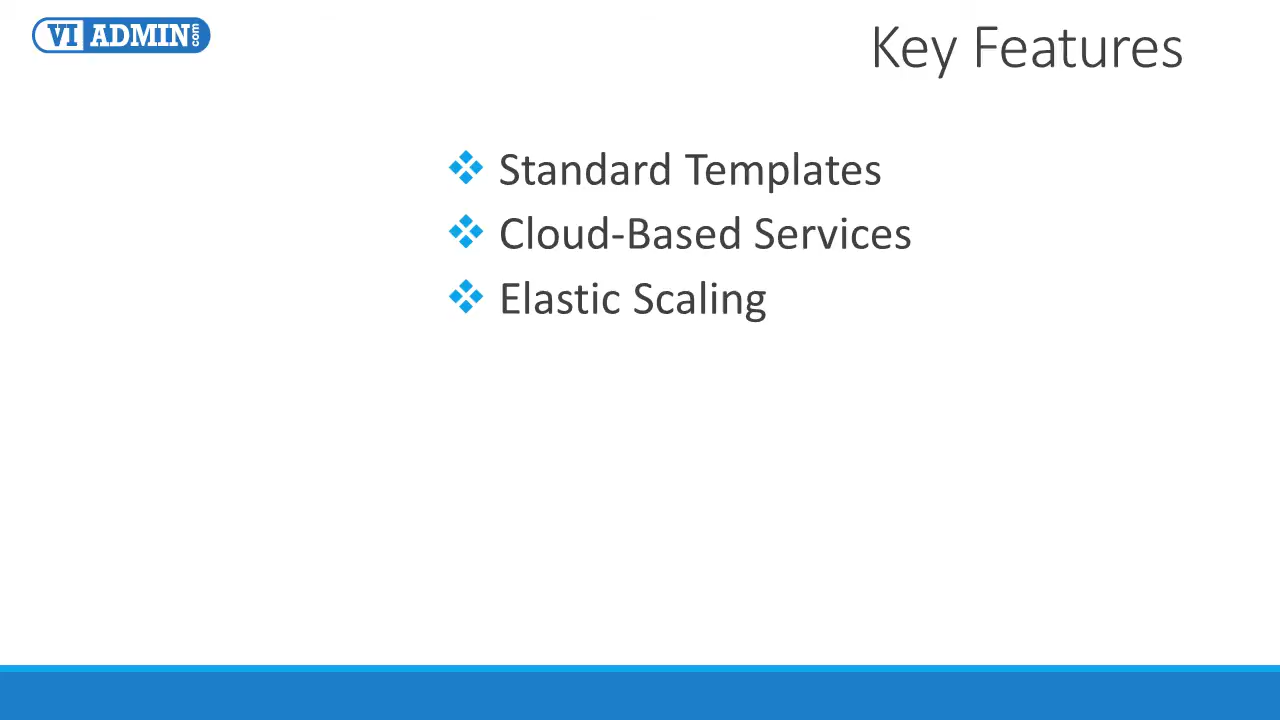 VI ADMIN.com
Key Features
Standard Templates
Cloud-Based Services
Elastic Scaling